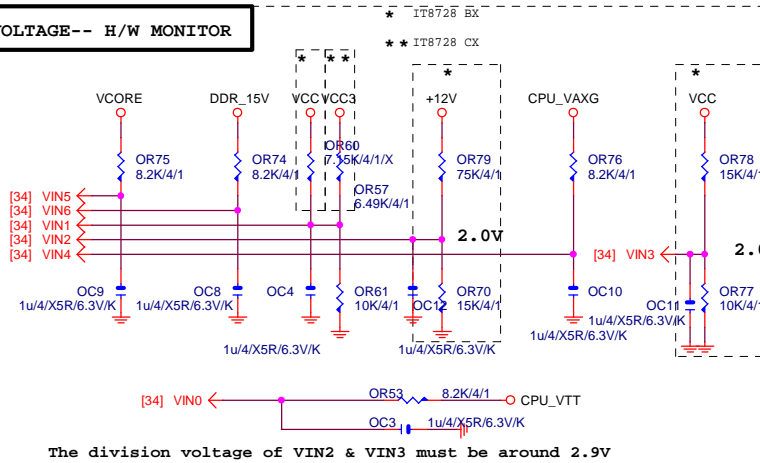 * IT8728 BX
VOLTAGE-- H/W MONITOR
** IT8728 CX
* ** * *
VCORE DDR_15V VCC VCC3 +12V CPU_VAXG VCC
OR60
OR75 OR74 7.15K/4/1/X OR79 OR76 OR78
8.2K/4/1 8.2K/4/1 75K/4/1 8.2K/4/1 15K/4/1
OR57
6.49K/4/1
[34] VIN5
[34] VIN6
[34] VIN1
[34] VIN2 2.0V
[34] VIN4 [34] VIN3 2.0
OC9 OC8 OC4 OR61 OC12 OR70 OC10 OR77
1u/4/X5R/6.3V/K 1u/4/X5R/6.3V/K 10K/4/1 15K/4/1 OC11 10K/4/1
1u/4/X5R/6.3V/K
1u/4/X5R/6.3V/K 1u/4/X5R/6.3V/K 1u/4/X5R/6.3V/K
[34] VIN0 OR53 8.2K/4/1 CPU_VTT
OC3 1u/4/X5R/6.3V/K
The division voltage of VIN2 & VIN3 must be around 2.9V